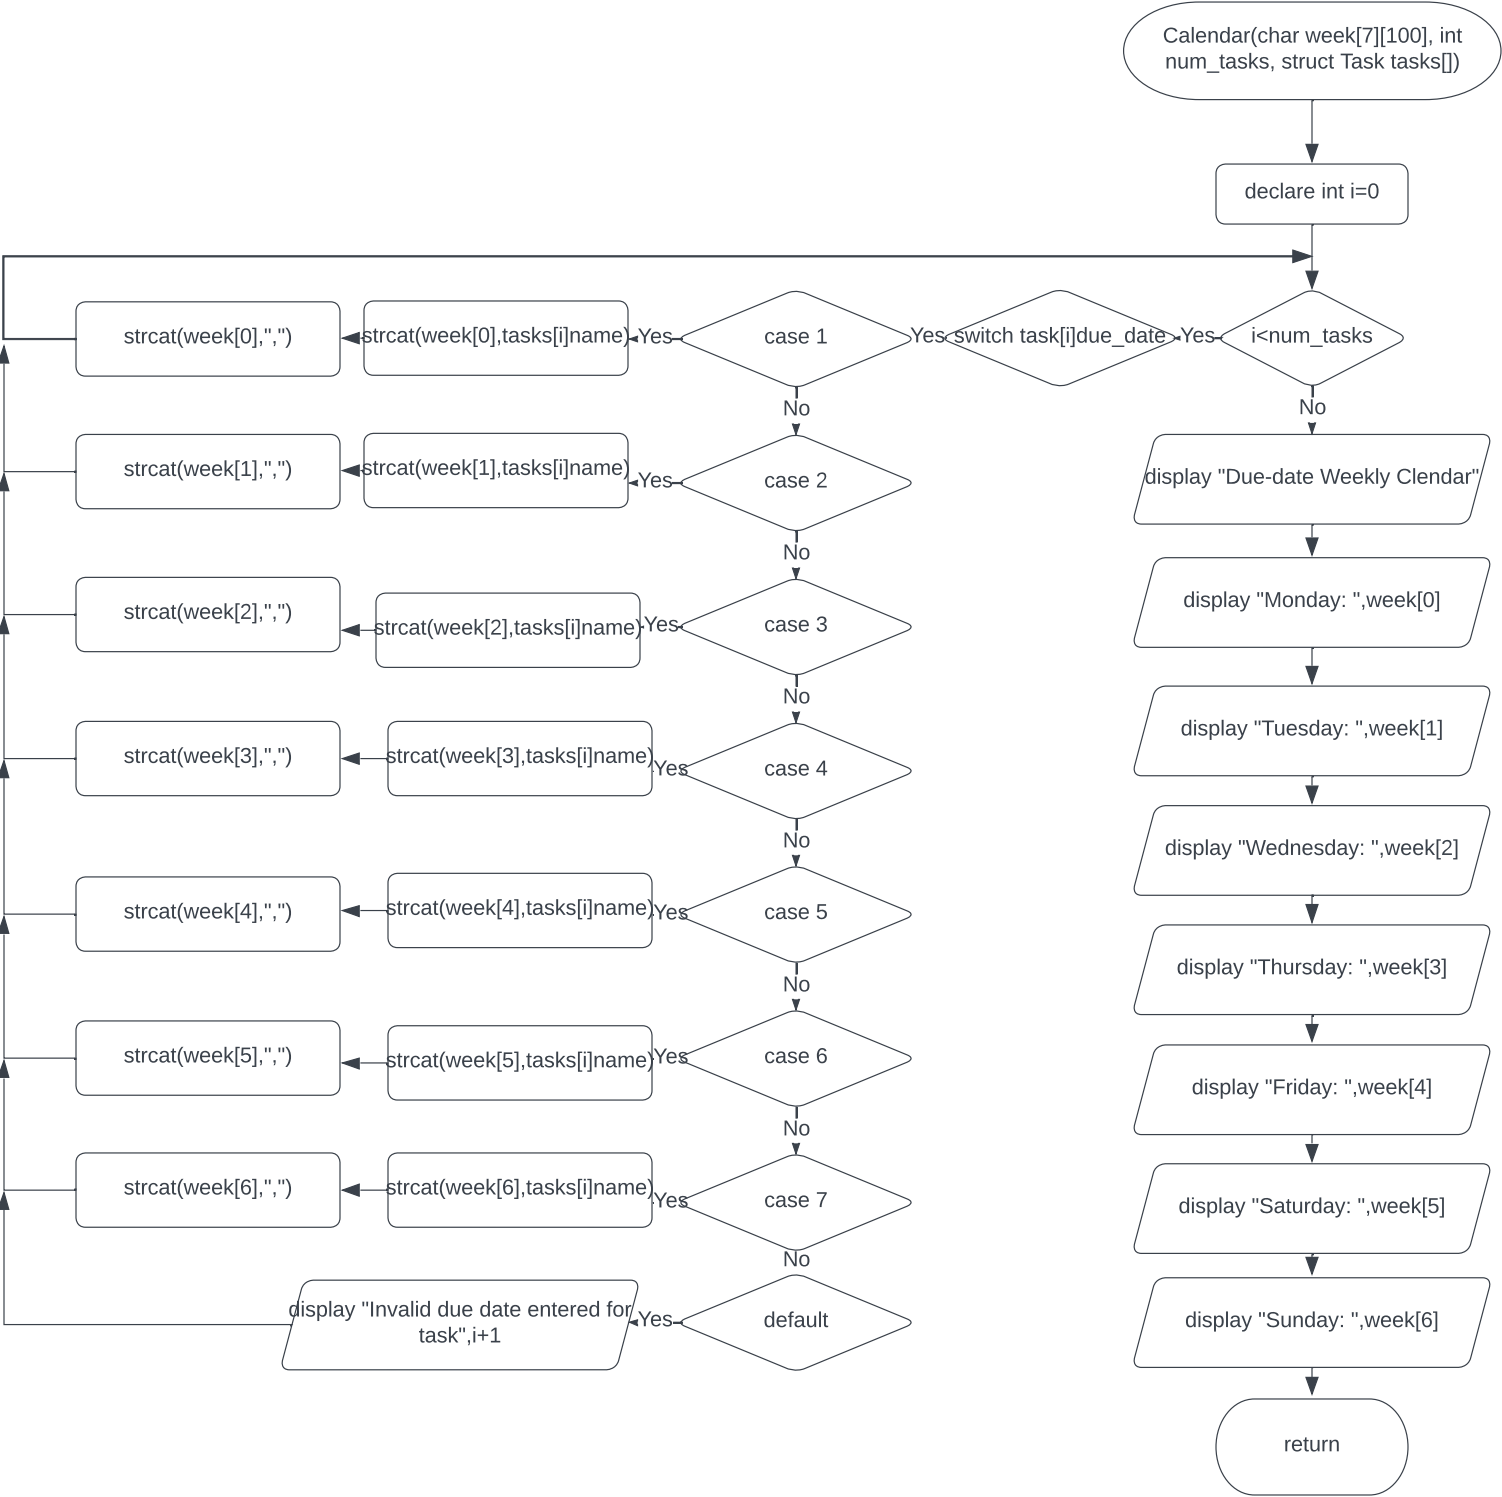 Calendar(char week[7][100], int
num_tasks, struct Task tasks[])
declare int i=0
i<num_tasks
Yes
switch task[i]due_date
Yes
case 1
Yes
strcat(week[0],tasks[i]name)
strcat(week[0],",")
No
case 2
Yes
strcat(week[1],tasks[i]name)
strcat(week[1],",")
No
case 3
Yes
strcat(week[2],tasks[i]name)
strcat(week[2],",")
No
case 4
Yes
strcat(week[3],tasks[i]name)
strcat(week[3],",")
No
case 5
Yes
strcat(week[4],tasks[i]name)
strcat(week[4],",")
No
case 6
Yes
strcat(week[5],tasks[i]name)
strcat(week[5],",")
No
case 7
Yes
strcat(week[6],tasks[i]name)
strcat(week[6],",")
No
default
Yes
display "Invalid due date entered for
task",i+1
No
display "Due-date Weekly Clendar"
display "Monday: ",week[0]
display "Tuesday: ",week[1]
display "Wednesday: ",week[2]
display "Thursday: ",week[3]
display "Friday: ",week[4]
display "Saturday: ",week[5]
display "Sunday: ",week[6]
return